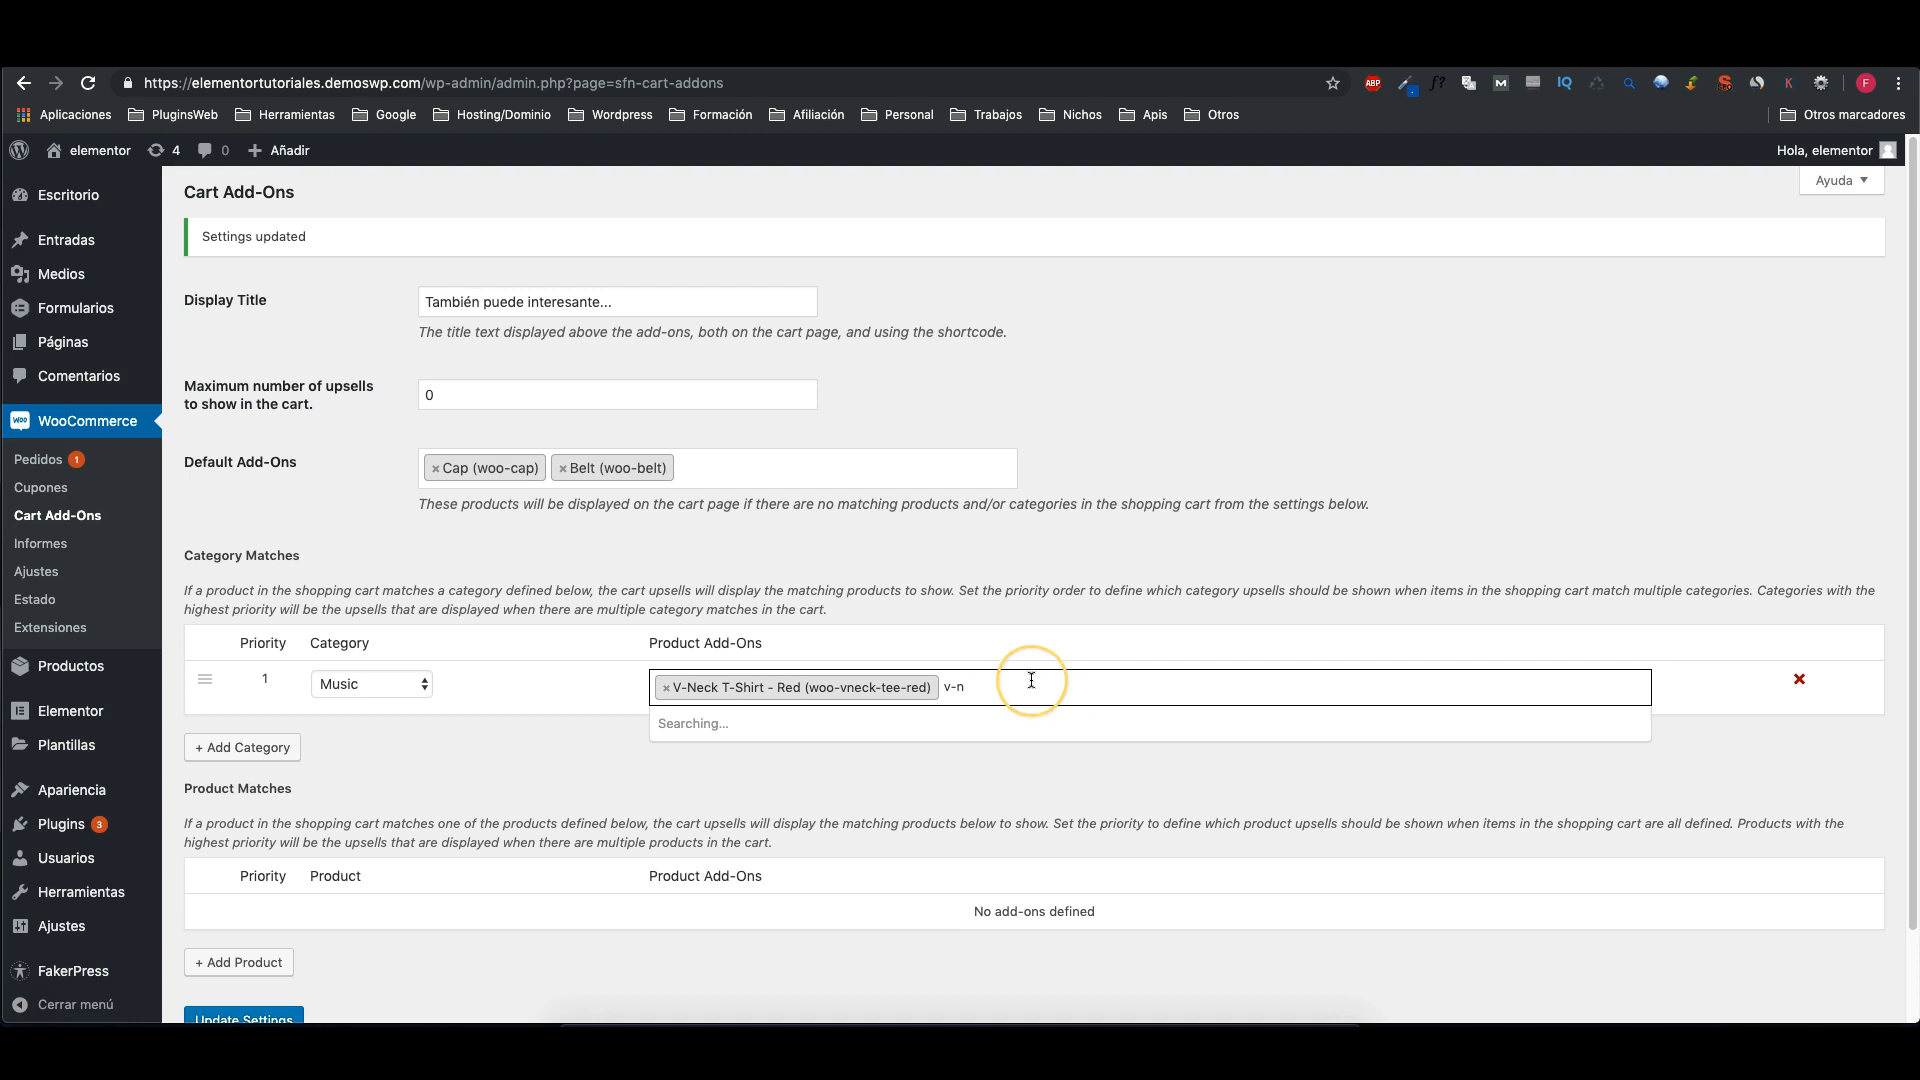 https://elementortutoriales.demoswp.com/wp-admin/admin.php?page=sfn-cart-addons
ABP
f?
M
IQ
K
F
Aplicaciones PluginsWeb Herramientas Google Hosting/Dominio Wordpress Formación Afiliación Personal Trabajos Nichos Apis Otros Otros marcadores
elementor 4 0 + Añadir Hola, elementor
Ayuda
Escritorio
Entradas
Medios
Formularios
Páginas
Comentarios
WooCommerce
Pedidos 1
Cupones
Cart Add-Ons
Informes
Ajustes
Estado
Extensiones
Productos
Elementor
Plantillas
Apariencia
Plugins 3
Usuarios
Herramientas
Ajustes
FakerPress
Cerrar menú
Cart Add-Ons
Settings updated
Display Title
También puede interesante...
The title text displayed above the add-ons, both on the cart page, and using the shortcode.
Maximum number of upsells
to show in the cart.
0
Default Add-Ons
×Cap (woo-cap) ×Belt (woo-belt)
These products will be displayed on the cart page if there are no matching products and/or categories in the shopping cart from the settings below.
Category Matches
If a product in the shopping cart matches a category defined below, the cart upsells will display the matching products to show. Set the priority order to define which category upsells should be shown when items in the shopping cart match multiple categories. Categories with the
highest priority will be the upsells that are displayed when there are multiple category matches in the cart.
Priority Category Product Add-Ons
1 Music ×V-Neck T-Shirt - Red (woo-vneck-tee-red) v-n
Searching...
+ Add Category
Product Matches
If a product in the shopping cart matches one of the products defined below, the cart upsells will display the matching products below to show. Set the priority to define which product upsells should be shown when items in the shopping cart are all defined. Products with the
highest priority will be the upsells that are displayed when there are multiple products in the cart.
Priority Product Product Add-Ons
No add-ons defined
+ Add Product
Update Settings